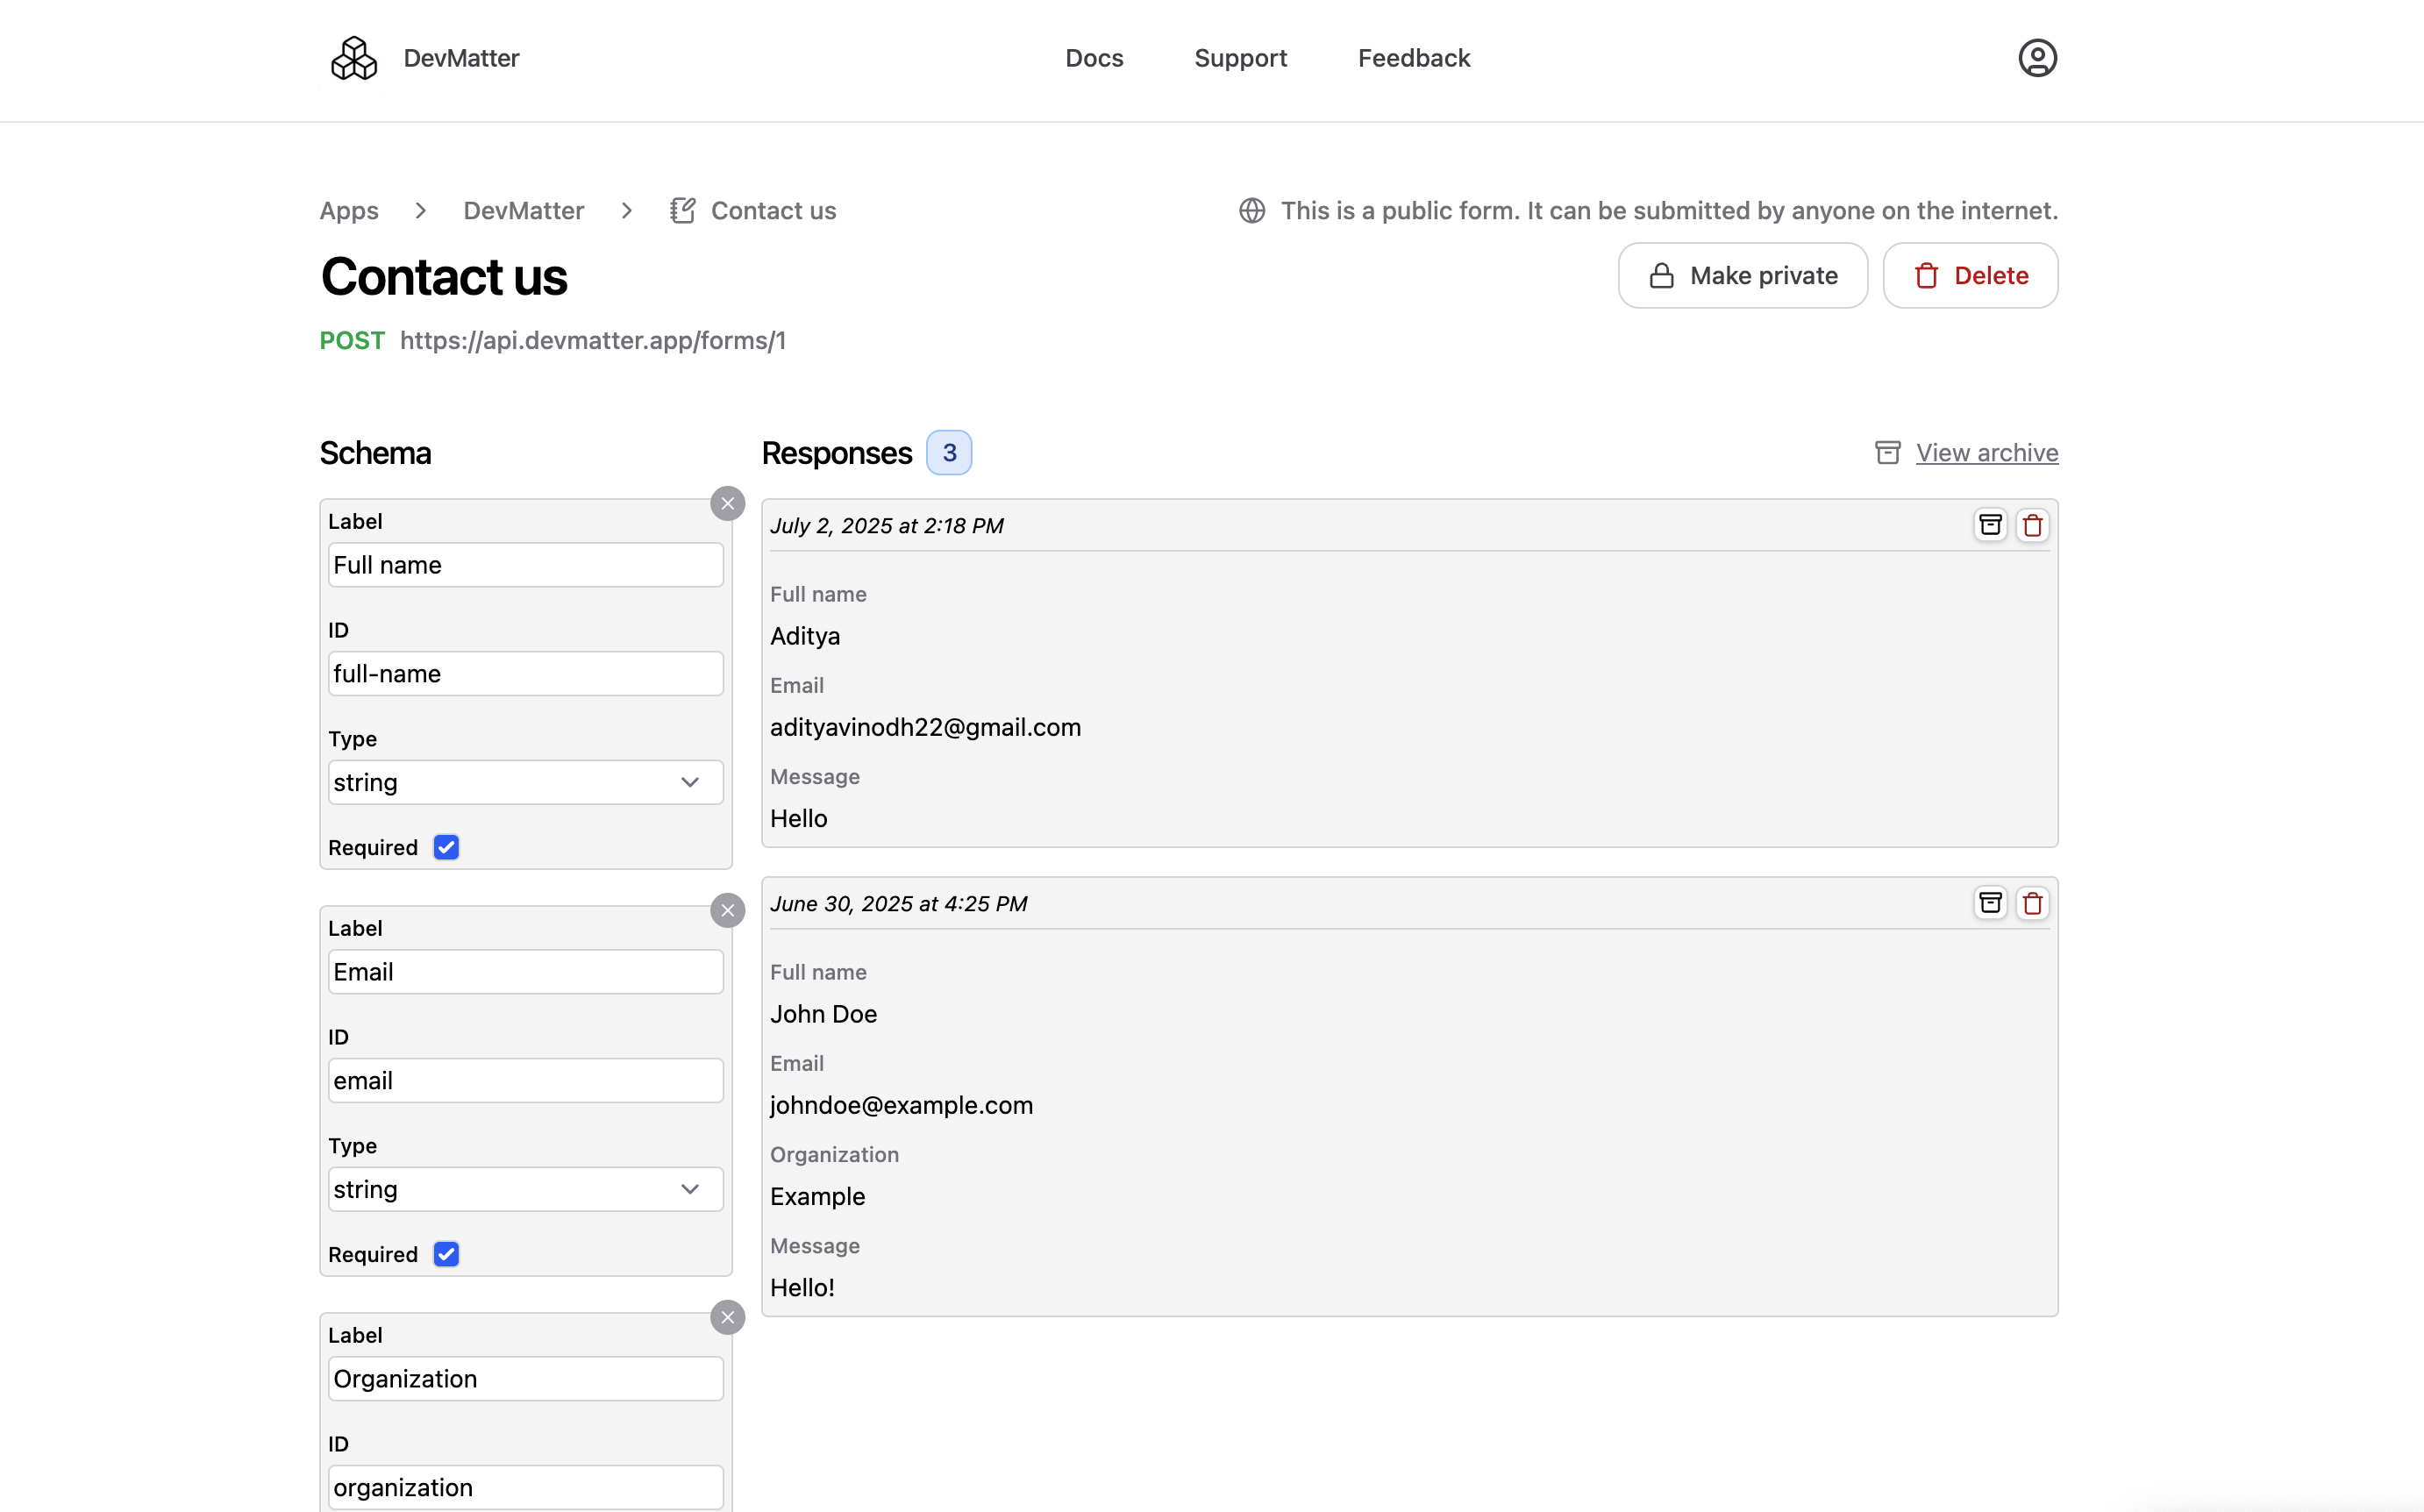 DevMatter
Docs
Support
Feedback
Apps
DevMatter
Contact us
This is a public form. It can be submitted by anyone on the internet.
Contact us
Make private
Delete
POST https://api.devmatter.app/forms/1
Schema
Label
Full name
ID
full-name
Type
string
Required
Label
Email
ID
email
Type
string
Required
Label
Organization
ID
organization
Responses 3
View archive
July 2, 2025 at 2:18 PM
Full name
Aditya
Email
adityavinodh22@gmail.com
Message
Hello
June 30, 2025 at 4:25 PM
Full name
John Doe
Email
johndoe@example.com
Organization
Example
Message
Hello!